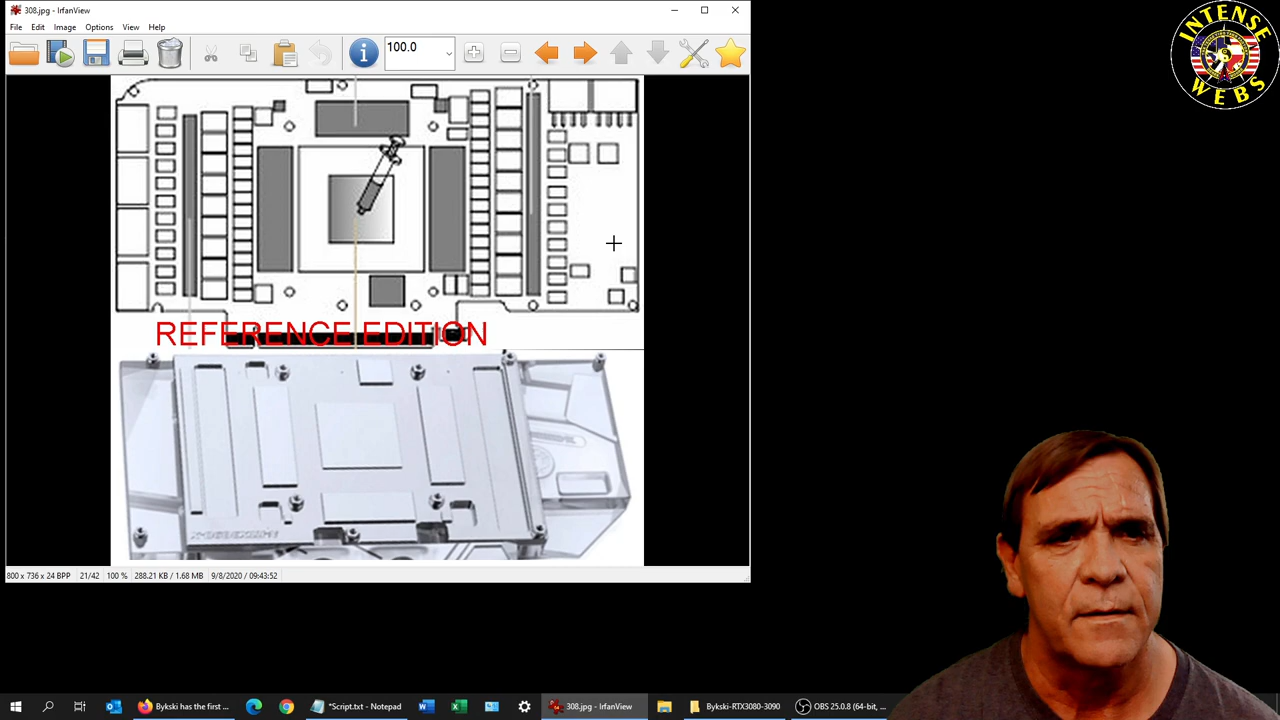 308.jpg - IrfanView
File Edit Image Options View Help
100.0
INTENSE
WEBS
REFERENCE EDITION
800 x 736 x 24 BPP 21/42 100 % 288.21 KB / 1.68 MB 9/8/2020 / 09:43:52
Bykski has the first ...
*Script.txt - Notepad
308.jpg - IrfanView
Bykski-RTX3080-3090
OBS 25.0.8 (64-bit, ...